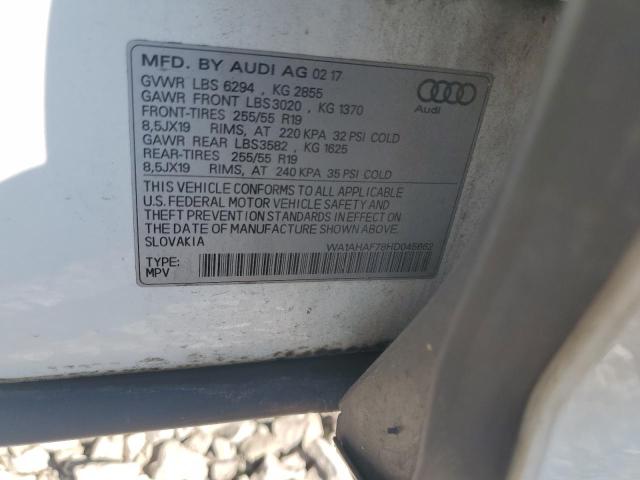 MFD. BY AUDI AG 02 17
GVWR LBS 6294 , KG 2855
GAWR FRONT LBS3020 , KG 1370
FRONT-TIRES 255/55 R19
8,5JX19 RIMS, AT 220 KPA 32 PSI COLD
GAWR REAR LBS3582 , KG 1625
REAR-TIRES 255/55 R19
8,5JX19 RIMS, AT 240 KPA 35 PSI COLD
Audi
THIS VEHICLE CONFORMS TO ALL APPLICABLE
U.S. FEDERAL MOTOR VEHICLE SAFETY AND
THEFT PREVENTION STANDARDS IN EFFECT ON
THE DATE OF MANUFACTURE SHOWN ABOVE.
SLOVAKIA
WA1AHAF78HD045662
TYPE:
MPV